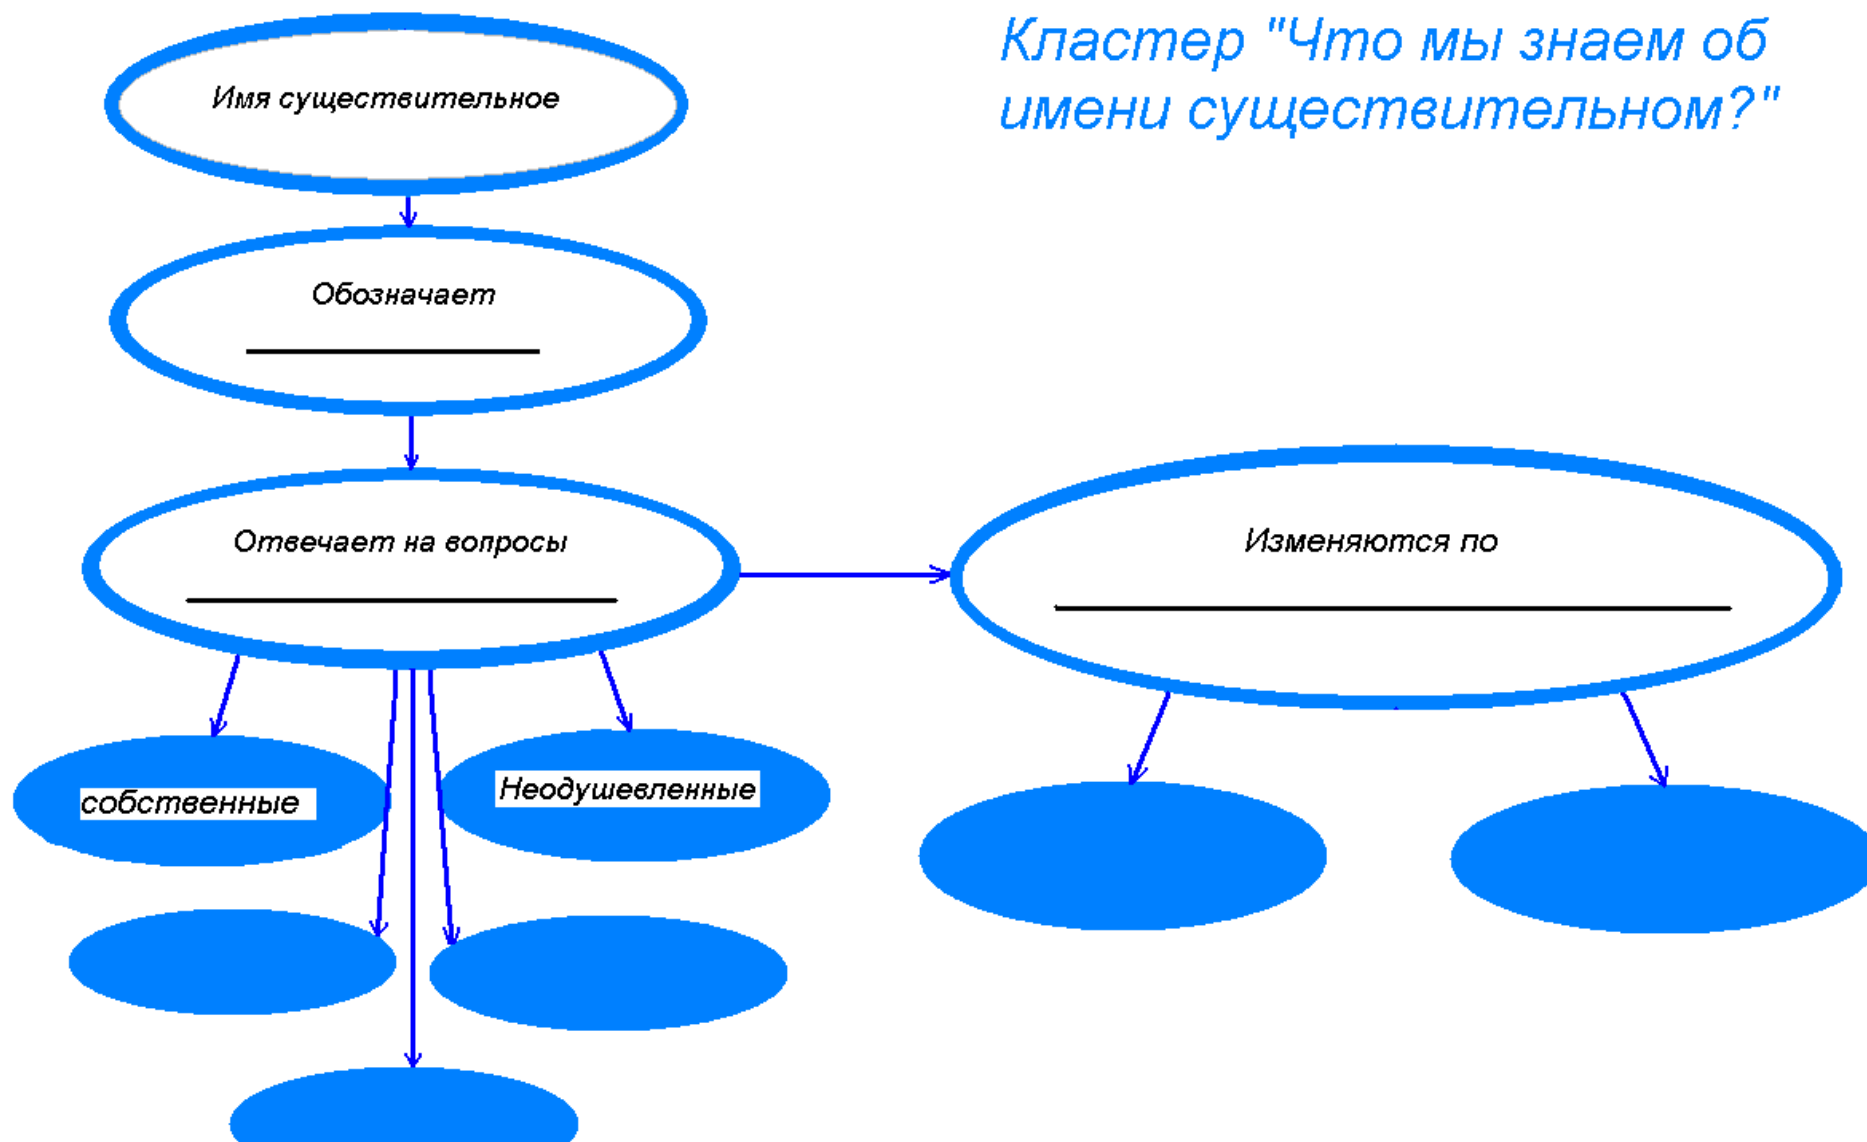 Кластер "Что мы знаем об
имени существительном?"
Имя существительное
Обозначает
Отвечает на вопросы
Изменяются по
собственные
Неодушевленные